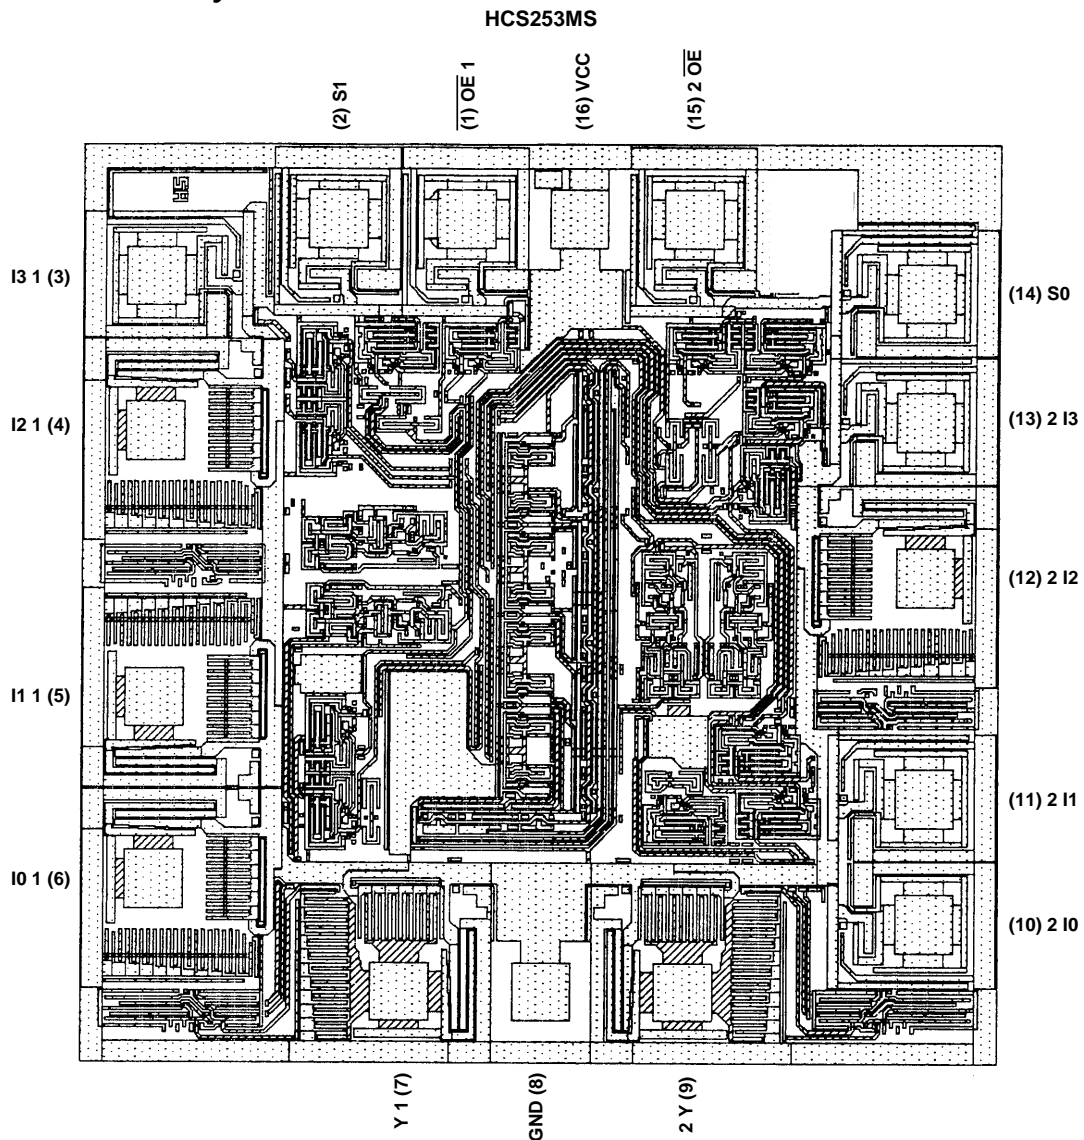 HCS253MS
(2) S1
(1) OE 1
(16) VCC
(15) 2 OE
HS
I3 1 (3)
(14) S0
I2 1 (4)
(13) 2 I3
(12) 2 I2
I1 1 (5)
(11) 2 I1
I0 1 (6)
(10) 2 I0
Y 1 (7)
GND (8)
2 Y (9)